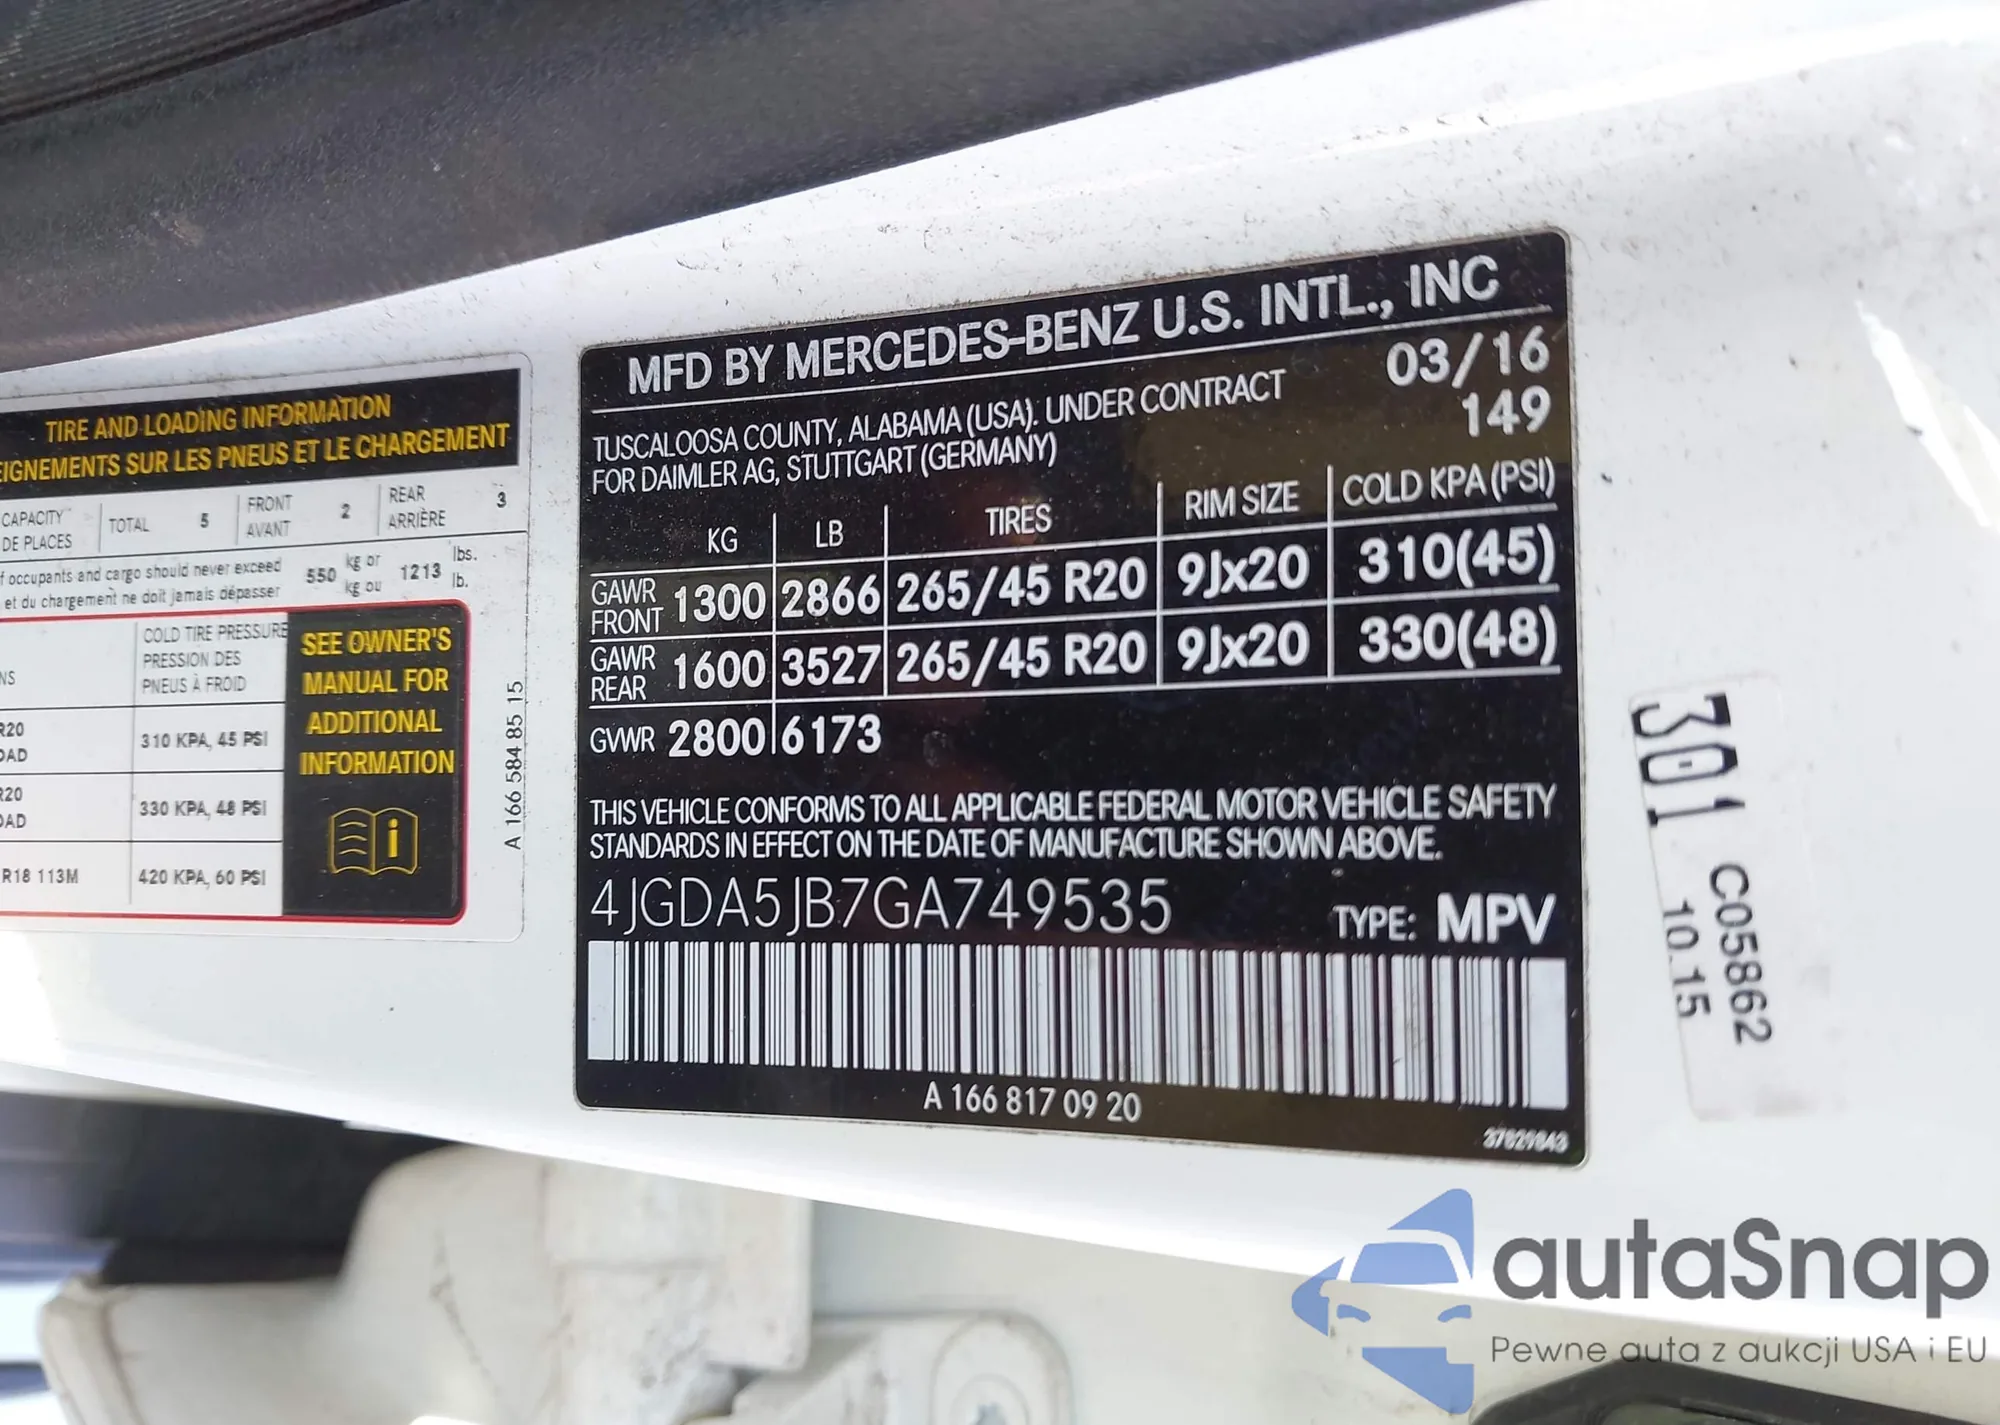 TIRE AND LOADING INFORMATION
EIGNEMENTS SUR LES PNEUS ET LE CHARGEMENT
CAPACITY
DE PLACES
TOTAL 5
FRONT
AVANT 2
REAR
ARRIÈRE 3
f occupants and cargo should never exceed
et du chargement ne doit jamais dépasser
550 kg or
kg ou
1213 lbs.
lb.
NS
COLD TIRE PRESSURE
PRESSION DES
PNEUS À FROID
R20
OAD
310 KPA, 45 PSI
R20
OAD
330 KPA, 48 PSI
R18 113M
420 KPA, 60 PSI
SEE OWNER'S
MANUAL FOR
ADDITIONAL
INFORMATION
i
A 166 584 85 15
MFD BY MERCEDES-BENZ U.S. INTL., INC
TUSCALOOSA COUNTY, ALABAMA (USA). UNDER CONTRACT
FOR DAIMLER AG, STUTTGART (GERMANY)
03/16
149
KG LB TIRES RIM SIZE COLD KPA (PSI)
GAWR
FRONT 1300 2866 265/45 R20 9Jx20 310(45)
GAWR
REAR 1600 3527 265/45 R20 9Jx20 330(48)
GVWR 2800 6173
THIS VEHICLE CONFORMS TO ALL APPLICABLE FEDERAL MOTOR VEHICLE SAFETY
STANDARDS IN EFFECT ON THE DATE OF MANUFACTURE SHOWN ABOVE.
4JGDA5JB7GA749535 TYPE: MPV
A 166 817 09 20
37829843
301
C05862
10.15
autaSnap
Pewne auta z aukcji USA i EU